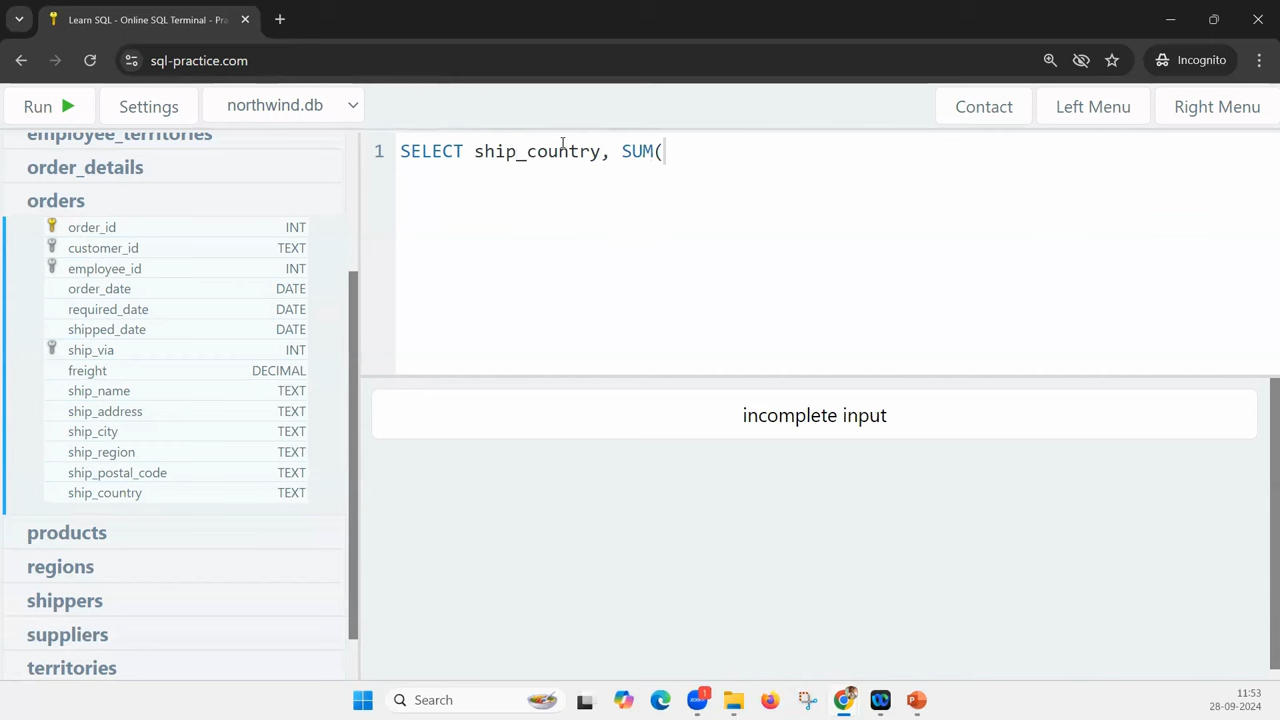 Learn SQL - Online SQL Terminal - Pra
sql-practice.com
Incognito
Run
Settings
northwind.db
Contact
Left Menu
Right Menu
employee_territories
order_details
orders
order_id INT
customer_id TEXT
employee_id INT
order_date DATE
required_date DATE
shipped_date DATE
ship_via INT
freight DECIMAL
ship_name TEXT
ship_address TEXT
ship_city TEXT
ship_region TEXT
ship_postal_code TEXT
ship_country TEXT
products
regions
shippers
suppliers
territories
1 SELECT ship_country, SUM(
incomplete input
Search
11:53
28-09-2024